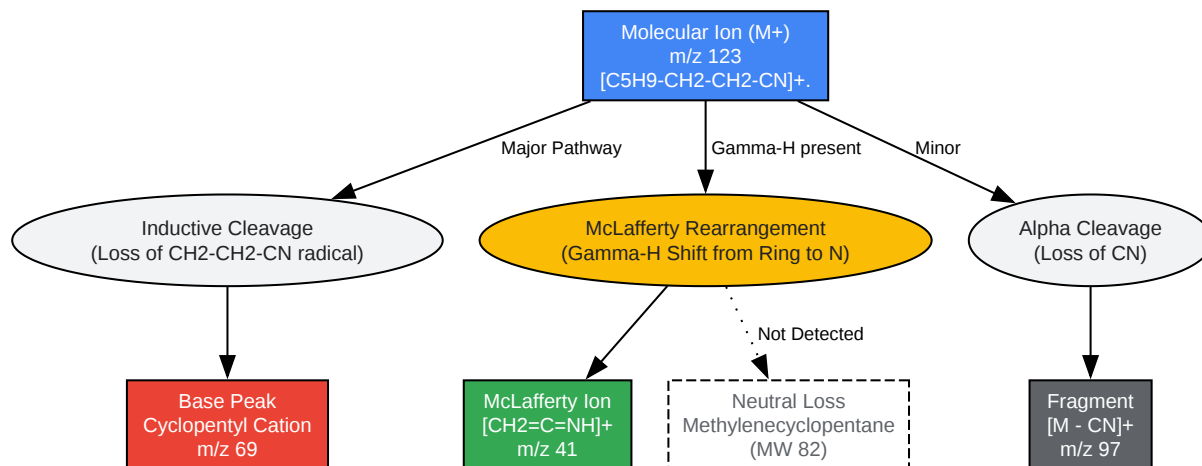 Molecular Ion (M+)
m/z 123
[C5H9-CH2-CH2-CN]+.
Major Pathway
Gamma-H present
Minor
Inductive Cleavage
(Loss of CH2-CH2-CN radical)
McLafferty Rearrangement
(Gamma-H Shift from Ring to N)
Alpha Cleavage
(Loss of CN)
Not Detected
Base Peak
Cyclopentyl Cation
m/z 69
McLafferty Ion
[CH2=C=NH]+
m/z 41
Neutral Loss
Methylenecyclopentane
(MW 82)
Fragment
[M - CN]+
m/z 97